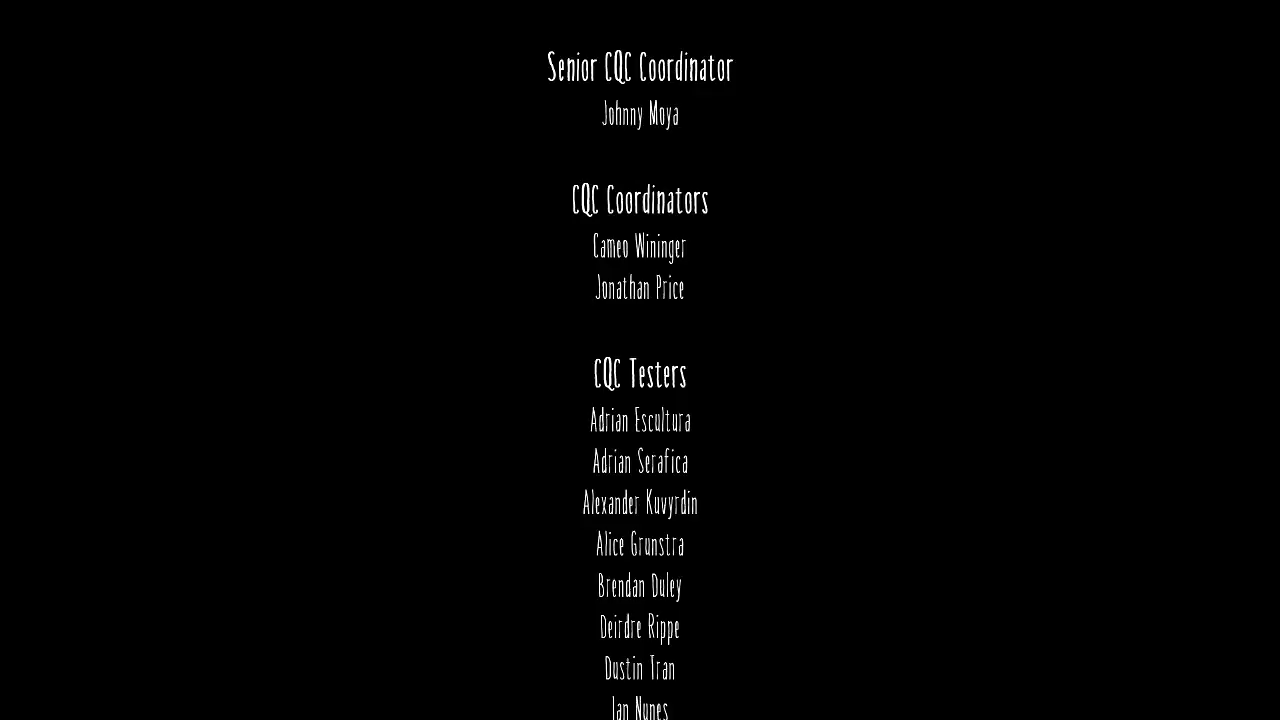 Senior CQC Coordinator
Johnny Moya
CQC Coordinators
Cameo Wininger
Jonathan Price
CQC Testers
Adrian Escultura
Adrian Serafica
Alexander Kuvyrdin
Alice Grunstra
Brendan Duley
Deirdre Rippe
Dustin Tran
Ian Nunes